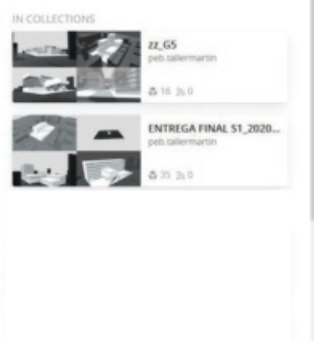 IN COLLECTIONS
zz_G5
peb.tallermartin
16 0
ENTREGA FINAL S1_2020...
peb.tallermartin
35 0